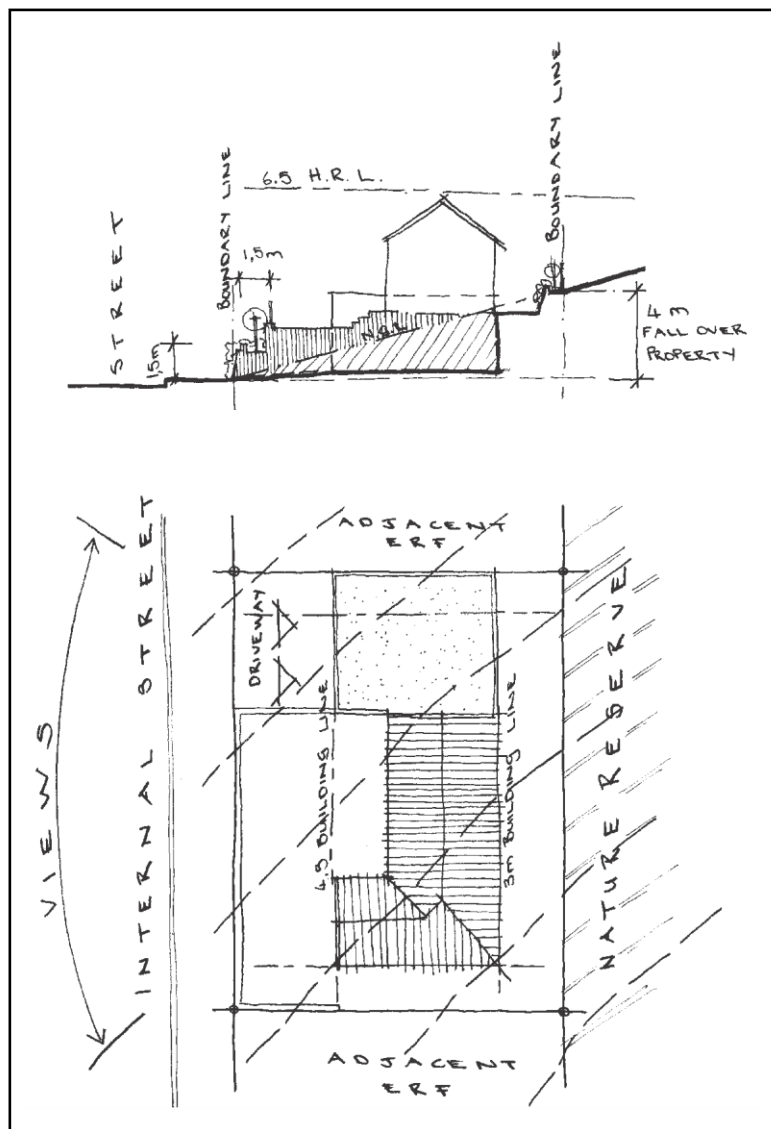 BOUNDARY LINE
6.5 H.R.L.
BOUNDARY LINE
STREET
1,5m
1,5m
N.G.L.
4 m
FALL OVER
PROPERTY
ADJACENT
ERF
VIEWS
INTERNAL STREET
DRIVEWAY
4.5 BUILDING LINE
3m BUILDING LINE
NATURE RESERVE
ADJACENT
ERF